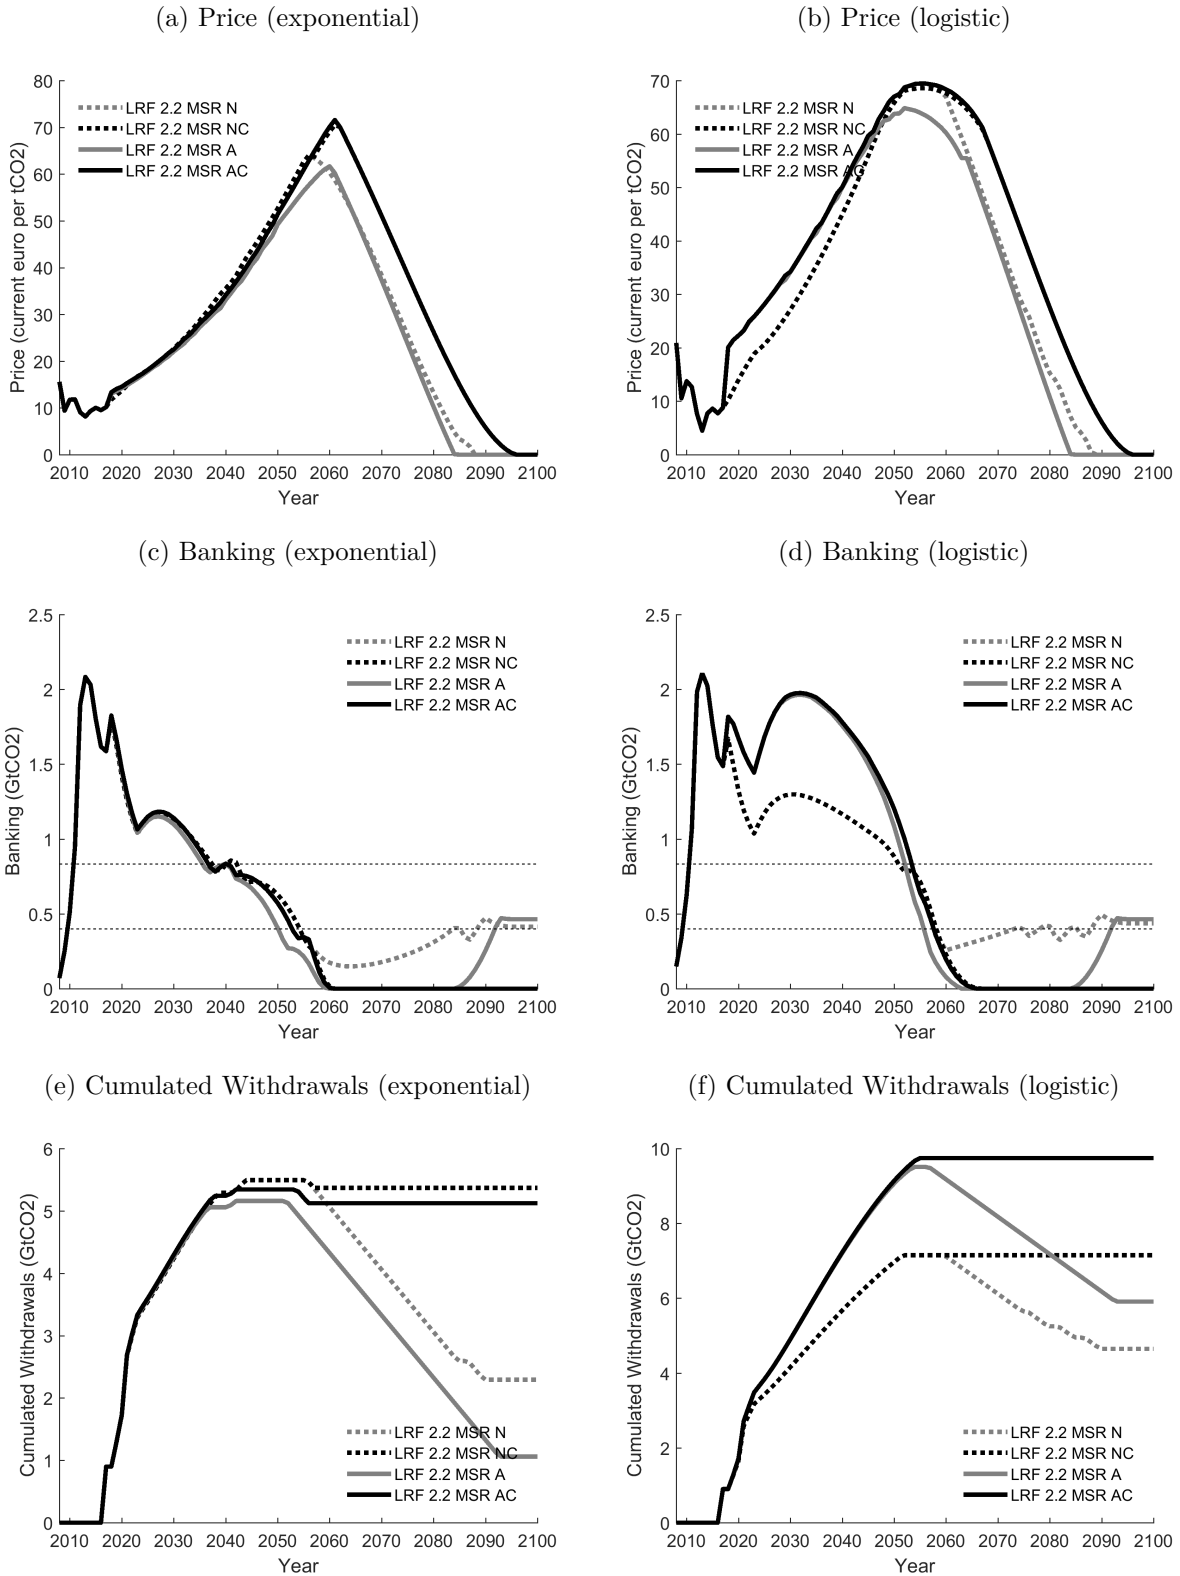 (a) Price (exponential)
80
70
60
50
40
30
20
10
0
Price (current euro per tCO2)
LRF 2.2 MSR N
LRF 2.2 MSR NC
LRF 2.2 MSR A
LRF 2.2 MSR AC
2010 2020 2030 2040 2050 2060 2070 2080 2090 2100
Year
(b) Price (logistic)
70
60
50
40
30
20
10
0
Price (current euro per tCO2)
LRF 2.2 MSR N
LRF 2.2 MSR NC
LRF 2.2 MSR A
LRF 2.2 MSR AC
2010 2020 2030 2040 2050 2060 2070 2080 2090 2100
Year
(c) Banking (exponential)
2.5
2
1.5
1
0.5
0
Banking (GtCO2)
LRF 2.2 MSR N
LRF 2.2 MSR NC
LRF 2.2 MSR A
LRF 2.2 MSR AC
2010 2020 2030 2040 2050 2060 2070 2080 2090 2100
Year
(d) Banking (logistic)
2.5
2
1.5
1
0.5
0
Banking (GtCO2)
LRF 2.2 MSR N
LRF 2.2 MSR NC
LRF 2.2 MSR A
LRF 2.2 MSR AC
2010 2020 2030 2040 2050 2060 2070 2080 2090 2100
Year
(e) Cumulated Withdrawals (exponential)
6
5
4
3
2
1
0
Cumulated Withdrawals (GtCO2)
LRF 2.2 MSR N
LRF 2.2 MSR NC
LRF 2.2 MSR A
LRF 2.2 MSR AC
2010 2020 2030 2040 2050 2060 2070 2080 2090 2100
Year
(f) Cumulated Withdrawals (logistic)
10
8
6
4
2
0
Cumulated Withdrawals (GtCO2)
LRF 2.2 MSR N
LRF 2.2 MSR NC
LRF 2.2 MSR A
LRF 2.2 MSR AC
2010 2020 2030 2040 2050 2060 2070 2080 2090 2100
Year